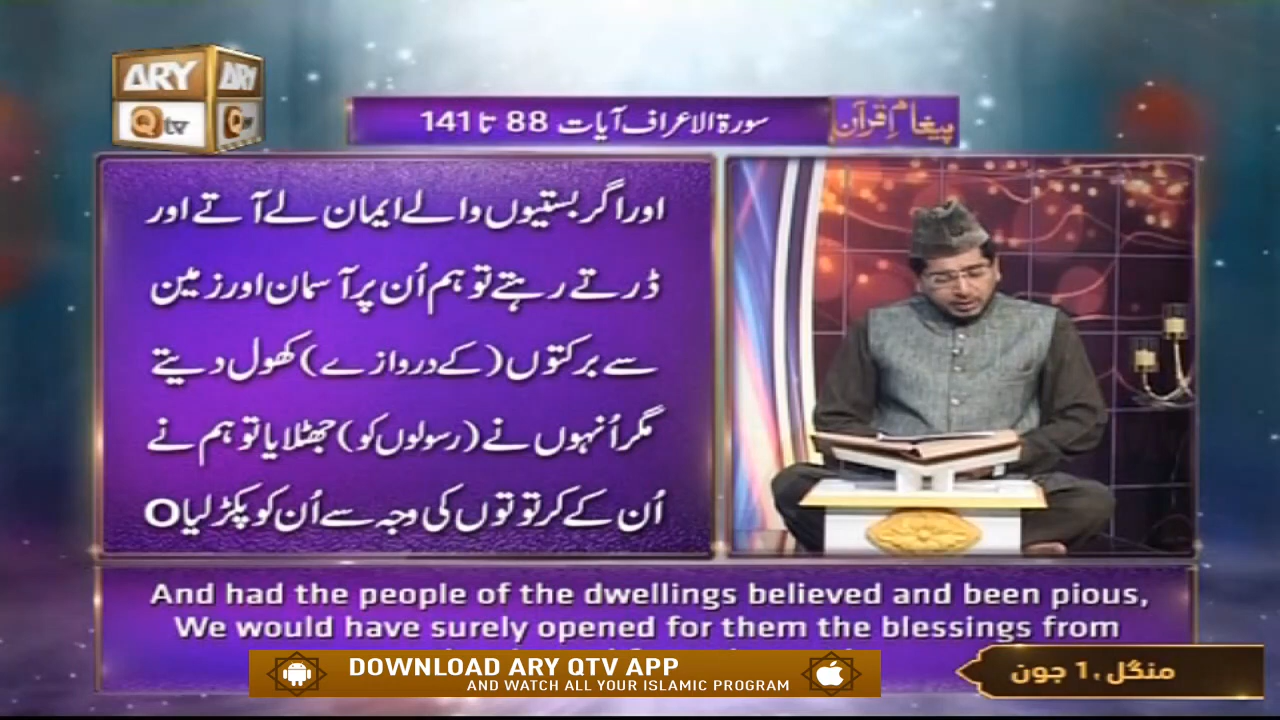 ARY ARY
Qtv Q
سورۃ الاعراف آیات 88 تا 141
پیغامِ قرآن
اور اگر بستیوں والے ایمان لے آتے اور
ڈرتے رہتے تو ہم اُن پر آسمان اور زمین
سے برکتوں (کے دروازے) کھول دیتے
مگر اُنہوں نے (رسولوں کو) جھٹلایا تو ہم نے
اُن کے کرتوتوں کی وجہ سے اُن کو پکڑ لیا O
And had the people of the dwellings believed and been pious,
We would have surely opened for them the blessings from
DOWNLOAD ARY QTV APP
AND WATCH ALL YOUR ISLAMIC PROGRAM
منگل، 1 جون